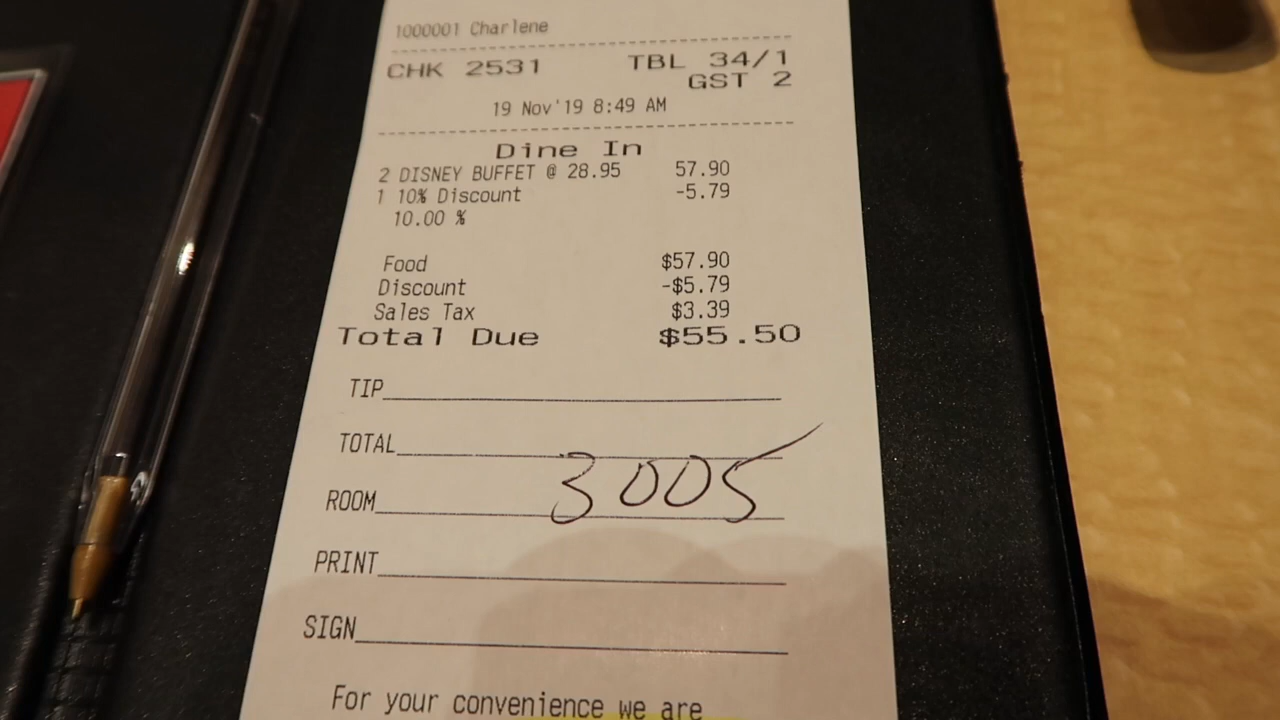 1000001 Charlene
CHK 2531 TBL 34/1
GST 2
19 Nov'19 8:49 AM
Dine In
2 DISNEY BUFFET @ 28.95 57.90
1 10% Discount -5.79
10.00 %
Food $57.90
Discount -$5.79
Sales Tax $3.39
Total Due $55.50
TIP
TOTAL
ROOM 3005
PRINT
SIGN
For your convenience we are